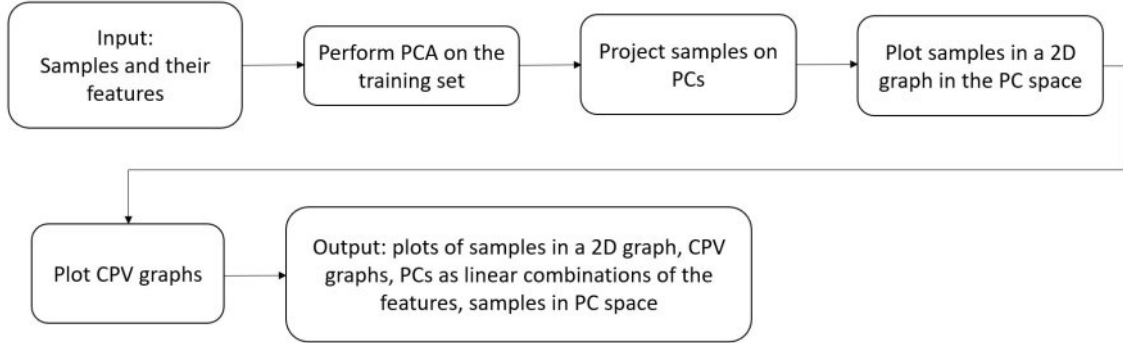 Input:
Samples and their
features
Perform PCA on the
training set
Project samples on
PCs
Plot samples in a 2D
graph in the PC space
Plot CPV graphs
Output: plots of samples in a 2D graph, CPV
graphs, PCs as linear combinations of the
features, samples in PC space